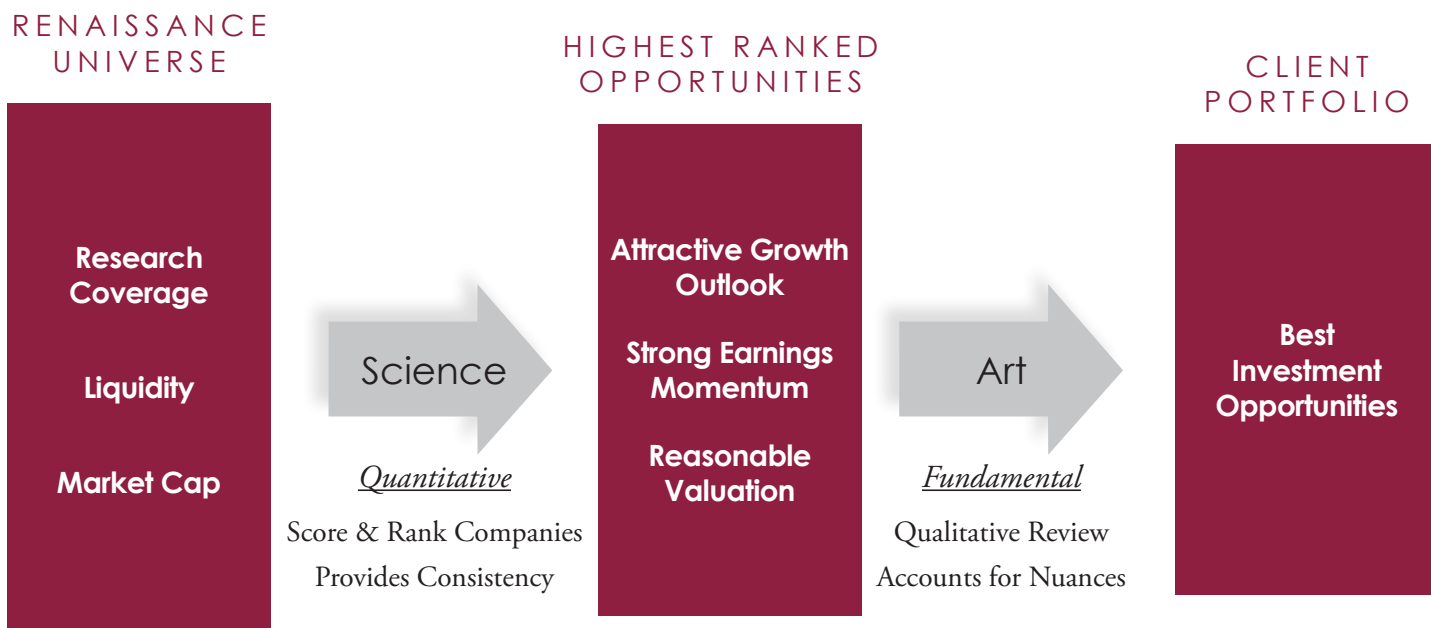 RENAISSANCE
UNIVERSE
Research
Coverage
Liquidity
Market Cap
Science
Quantitative
Score & Rank Companies
Provides Consistency
HIGHEST RANKED
OPPORTUNITIES
Attractive Growth
Outlook
Strong Earnings
Momentum
Reasonable
Valuation
Art
Fundamental
Qualitative Review
Accounts for Nuances
CLIENT
PORTFOLIO
Best
Investment
Opportunities